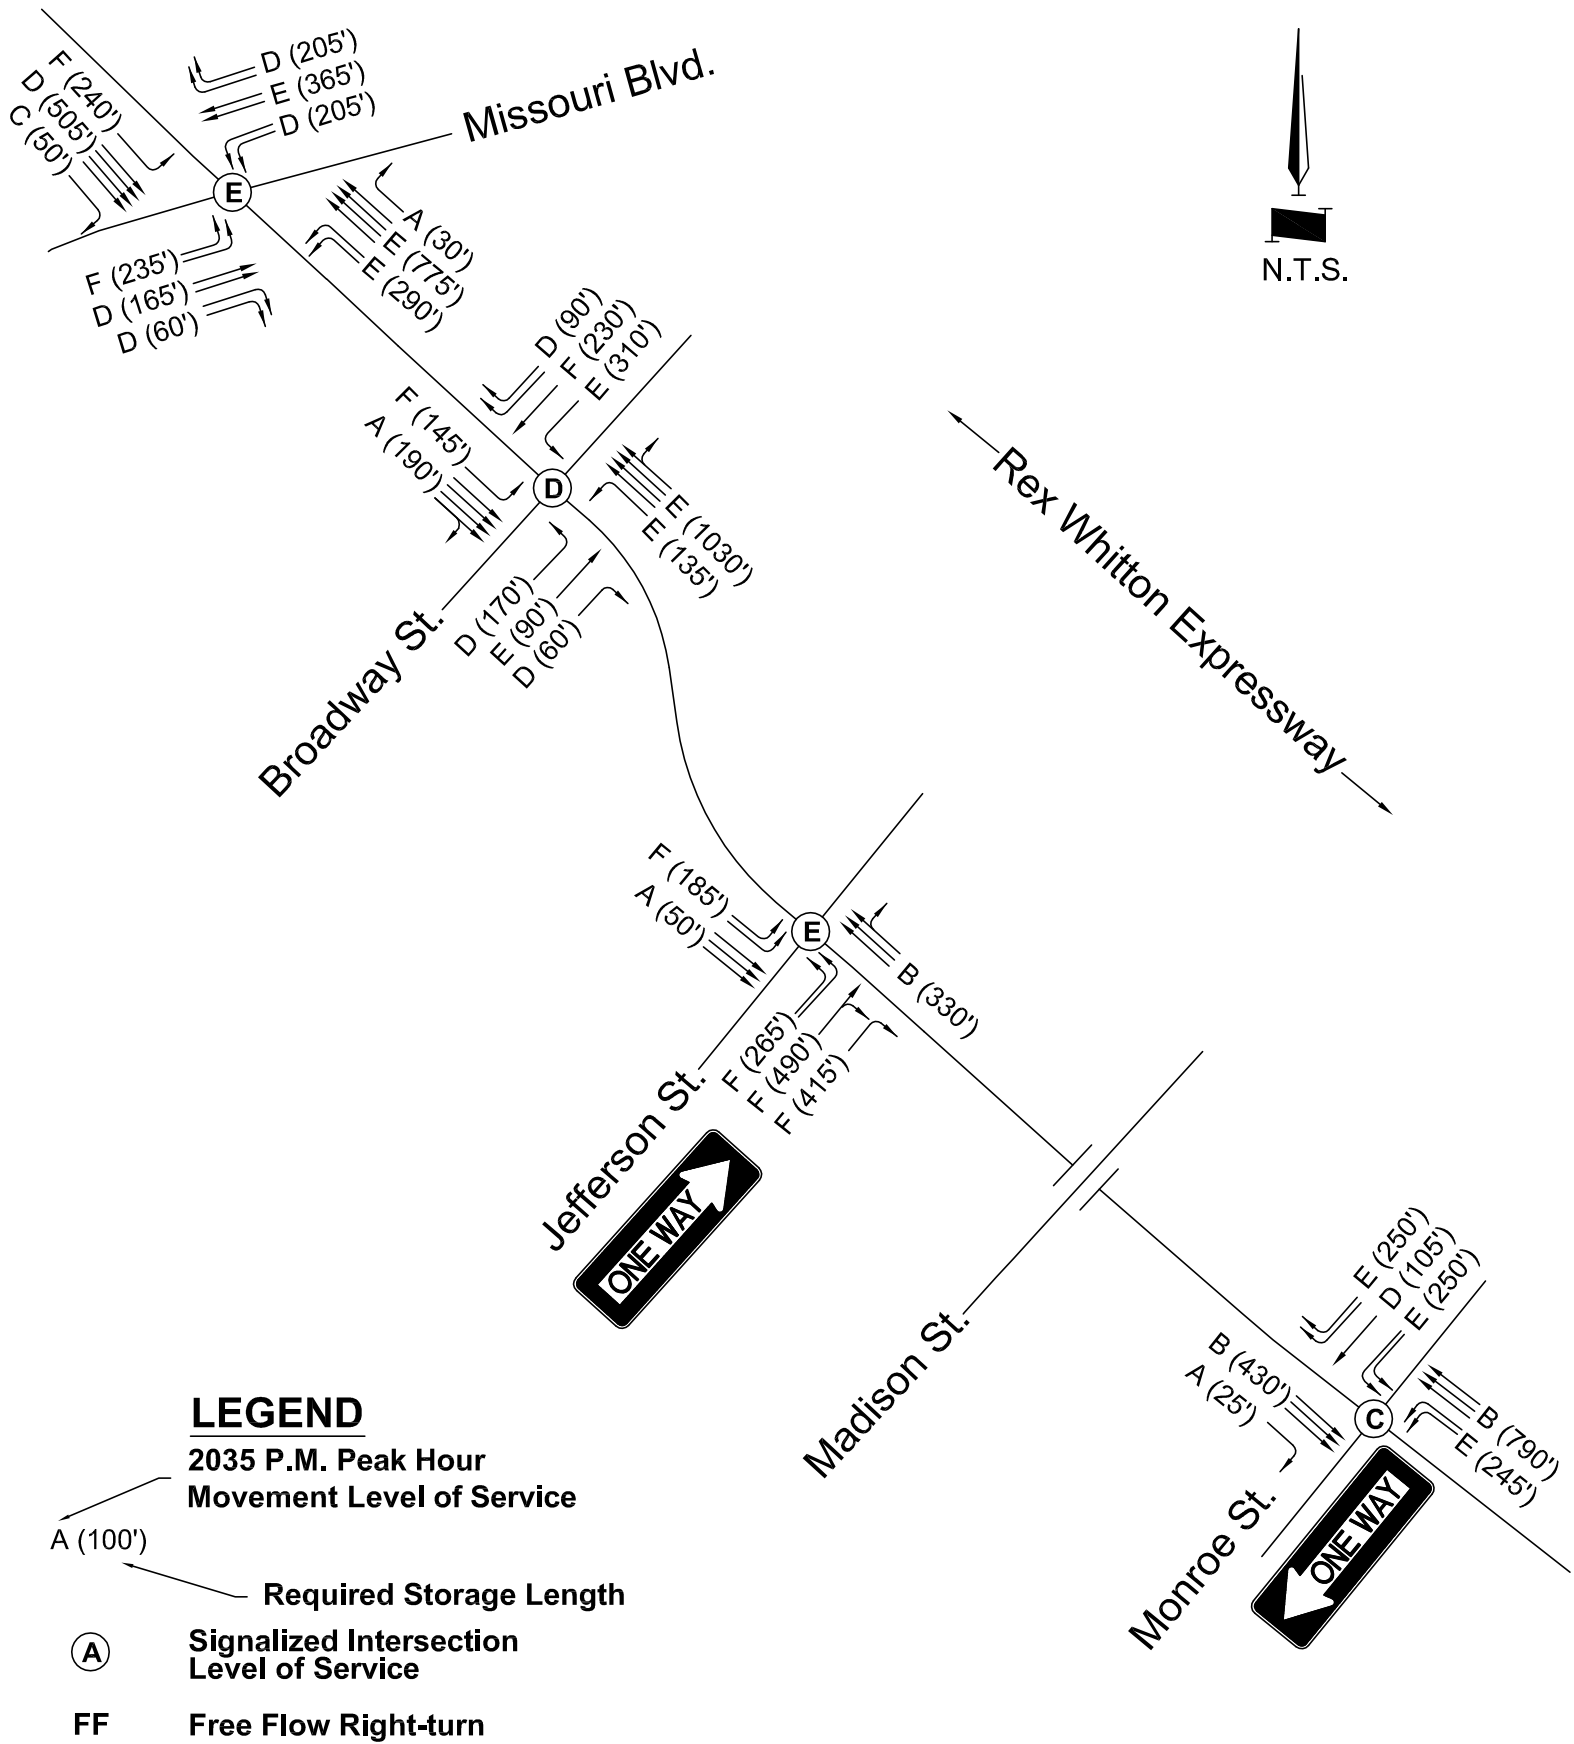 D (205')
E (365')
D (205')
F (240')
D (505')
C (50')
Missouri Blvd.
E
A (30')
E (775')
E (290')
F (235')
D (165')
D (60')
N.T.S.
D (90')
F (230')
E (310')
F (145')
A (190')
D
E (1030')
E (135')
D (170')
E (90')
D (60')
Broadway St.
Rex Whitton Expressway
F (185')
A (50')
E
B (330')
F (265')
F (490')
F (415')
Jefferson St.
ONE WAY
Madison St.
E (250')
D (105')
E (250')
B (430')
A (25')
C
B (790')
E (245')
Monroe St.
ONE WAY
LEGEND
2035 P.M. Peak Hour
Movement Level of Service
A (100')
Required Storage Length
A
Signalized Intersection
Level of Service
FF
Free Flow Right-turn